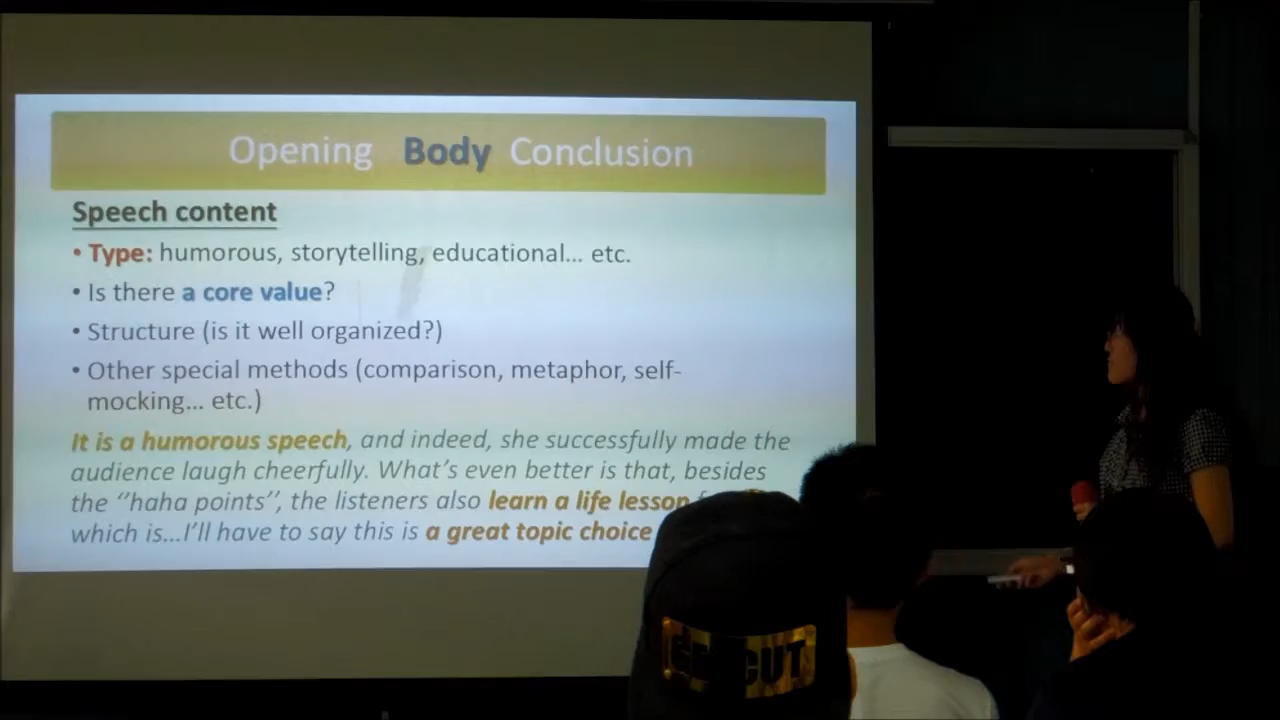 Opening Body Conclusion
Speech content
• Type: humorous, storytelling, educational... etc.
• Is there a core value?
• Structure (is it well organized?)
• Other special methods (comparison, metaphor, self-
mocking... etc.)
It is a humorous speech, and indeed, she successfully made the
audience laugh cheerfully. What's even better is that, besides
the ‘‘haha points’’, the listeners also learn a life lesson
which is...I'll have to say this is a great topic choice
CUT